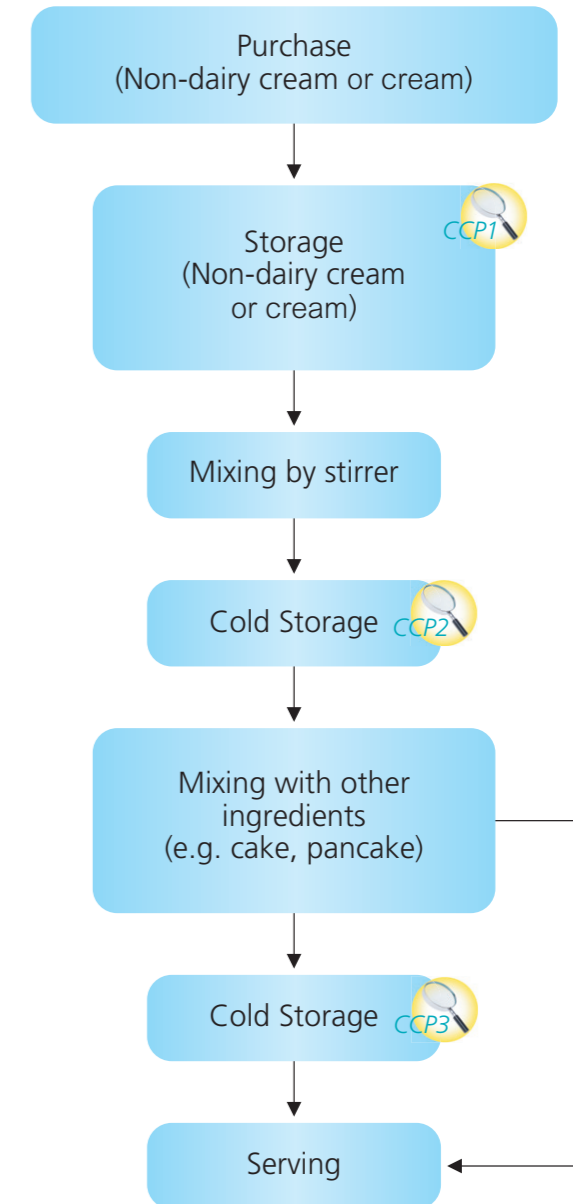 Purchase
(Non-dairy cream or cream)
Storage
(Non-dairy cream
or cream)
CCP1
Mixing by stirrer
Cold Storage
CCP2
Mixing with other
ingredients
(e.g. cake, pancake)
Cold Storage
CCP3
Serving